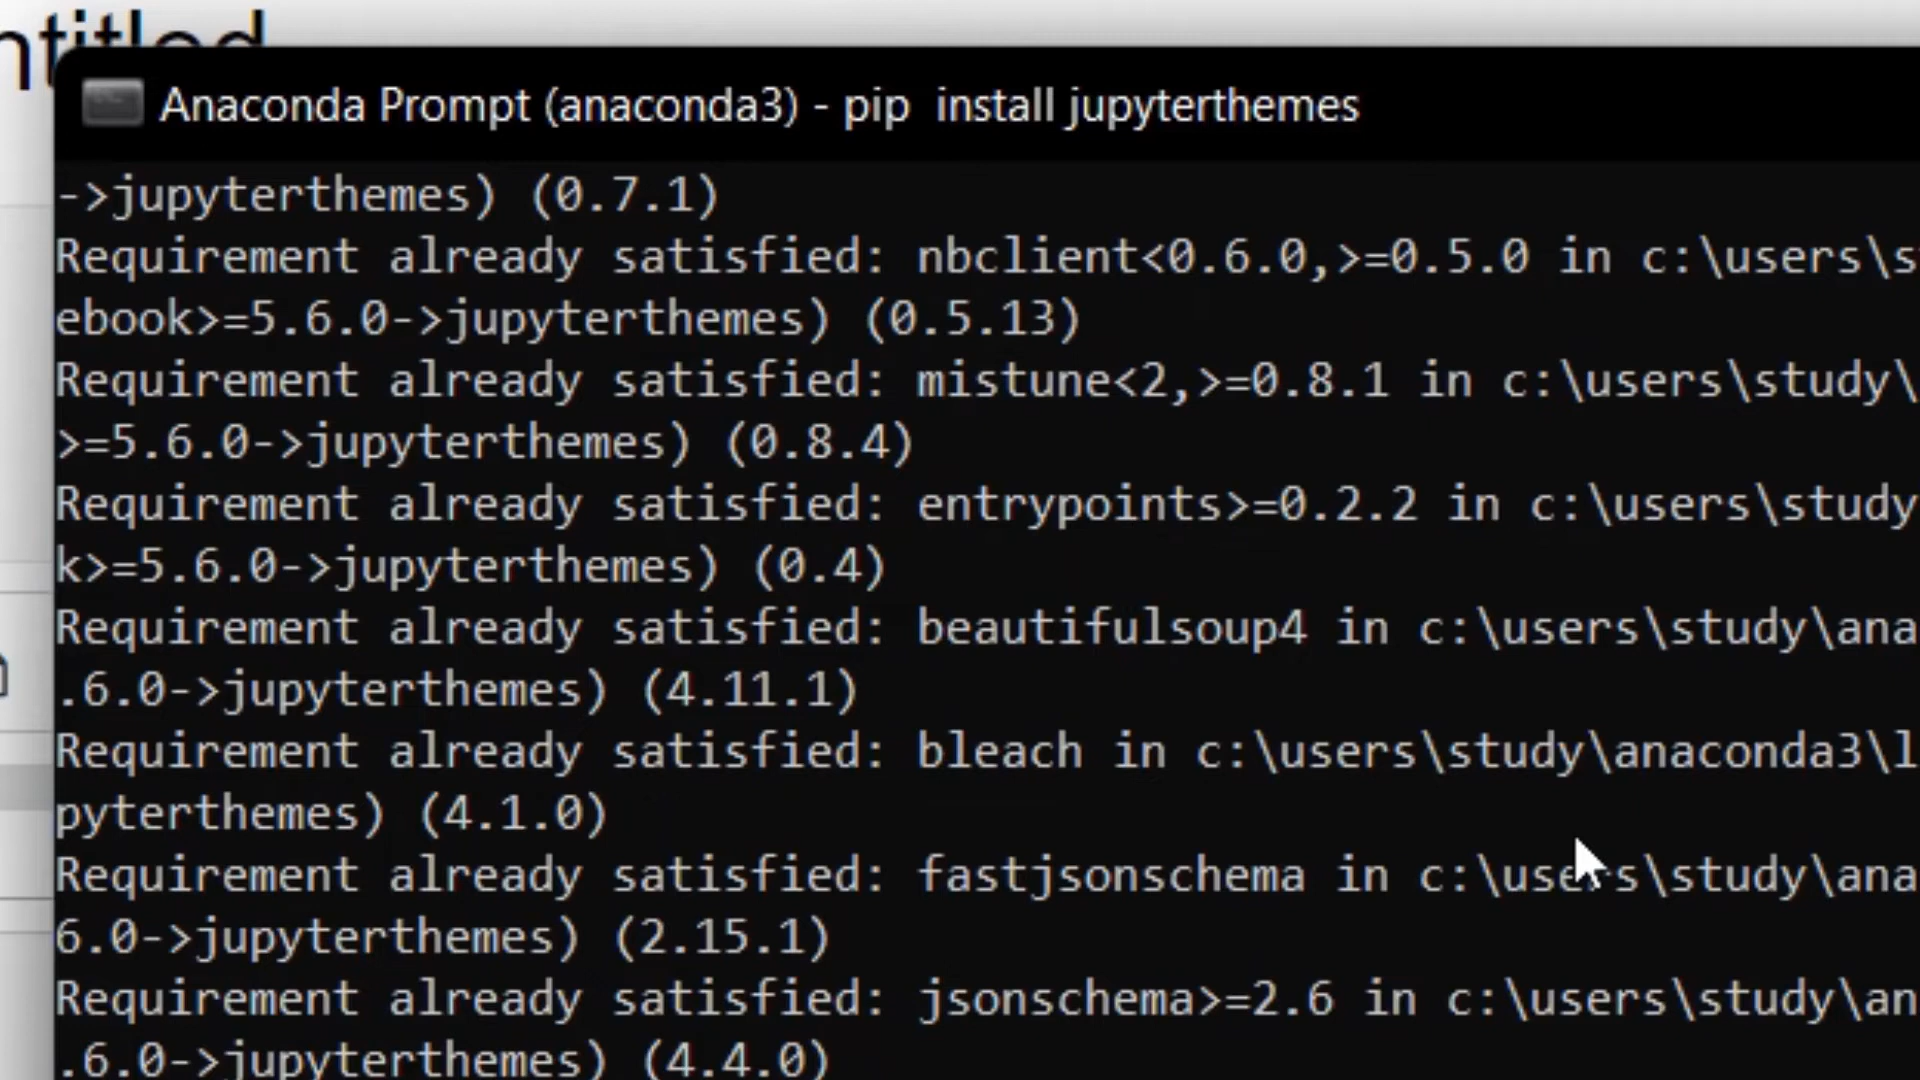 ntitled
Anaconda Prompt (anaconda3) - pip  install jupyterthemes
->jupyterthemes) (0.7.1)
Requirement already satisfied: nbclient<0.6.0,>=0.5.0 in c:\users\s
ebook>=5.6.0->jupyterthemes) (0.5.13)
Requirement already satisfied: mistune<2,>=0.8.1 in c:\users\study\
>=5.6.0->jupyterthemes) (0.8.4)
Requirement already satisfied: entrypoints>=0.2.2 in c:\users\study
k>=5.6.0->jupyterthemes) (0.4)
Requirement already satisfied: beautifulsoup4 in c:\users\study\ana
.6.0->jupyterthemes) (4.11.1)
Requirement already satisfied: bleach in c:\users\study\anaconda3\l
pyterthemes) (4.1.0)
Requirement already satisfied: fastjsonschema in c:\users\study\ana
6.0->jupyterthemes) (2.15.1)
Requirement already satisfied: jsonschema>=2.6 in c:\users\study\an
.6.0->jupyterthemes) (4.4.0)